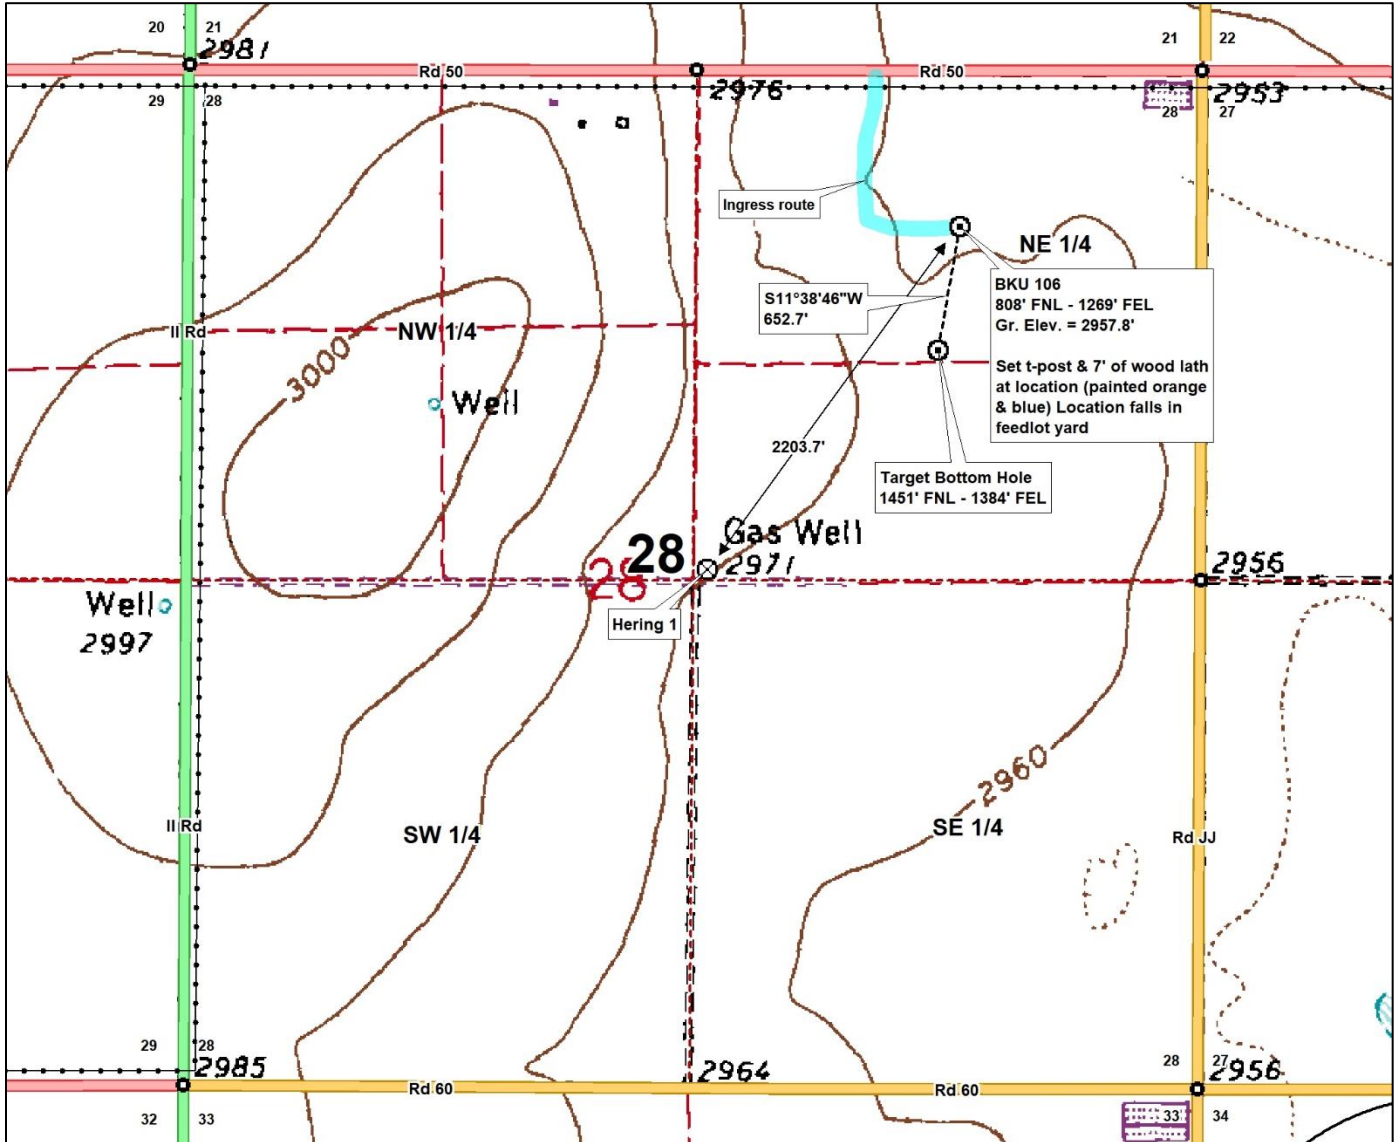 20 21
21 22
2981
Rd 50
Rd 50
29 28
2976
2953
28 27
Ingress route
NE 1/4
S11°38'46"W
652.7'
BKU 106
808' FNL - 1269' FEL
Gr. Elev. = 2957.8'
Set t-post & 7' of wood lath
at location (painted orange
& blue) Location falls in
feedlot yard
II Rd
NW 1/4
3000
Well
2203.7'
Target Bottom Hole
1451' FNL - 1384' FEL
Gas Well
2971
28
28
2956
Well
2997
Hering 1
2960
II Rd
SW 1/4
SE 1/4
Rd JJ
29 28
28 27
2985
2964
2956
Rd 60
Rd 60
32 33
33 34